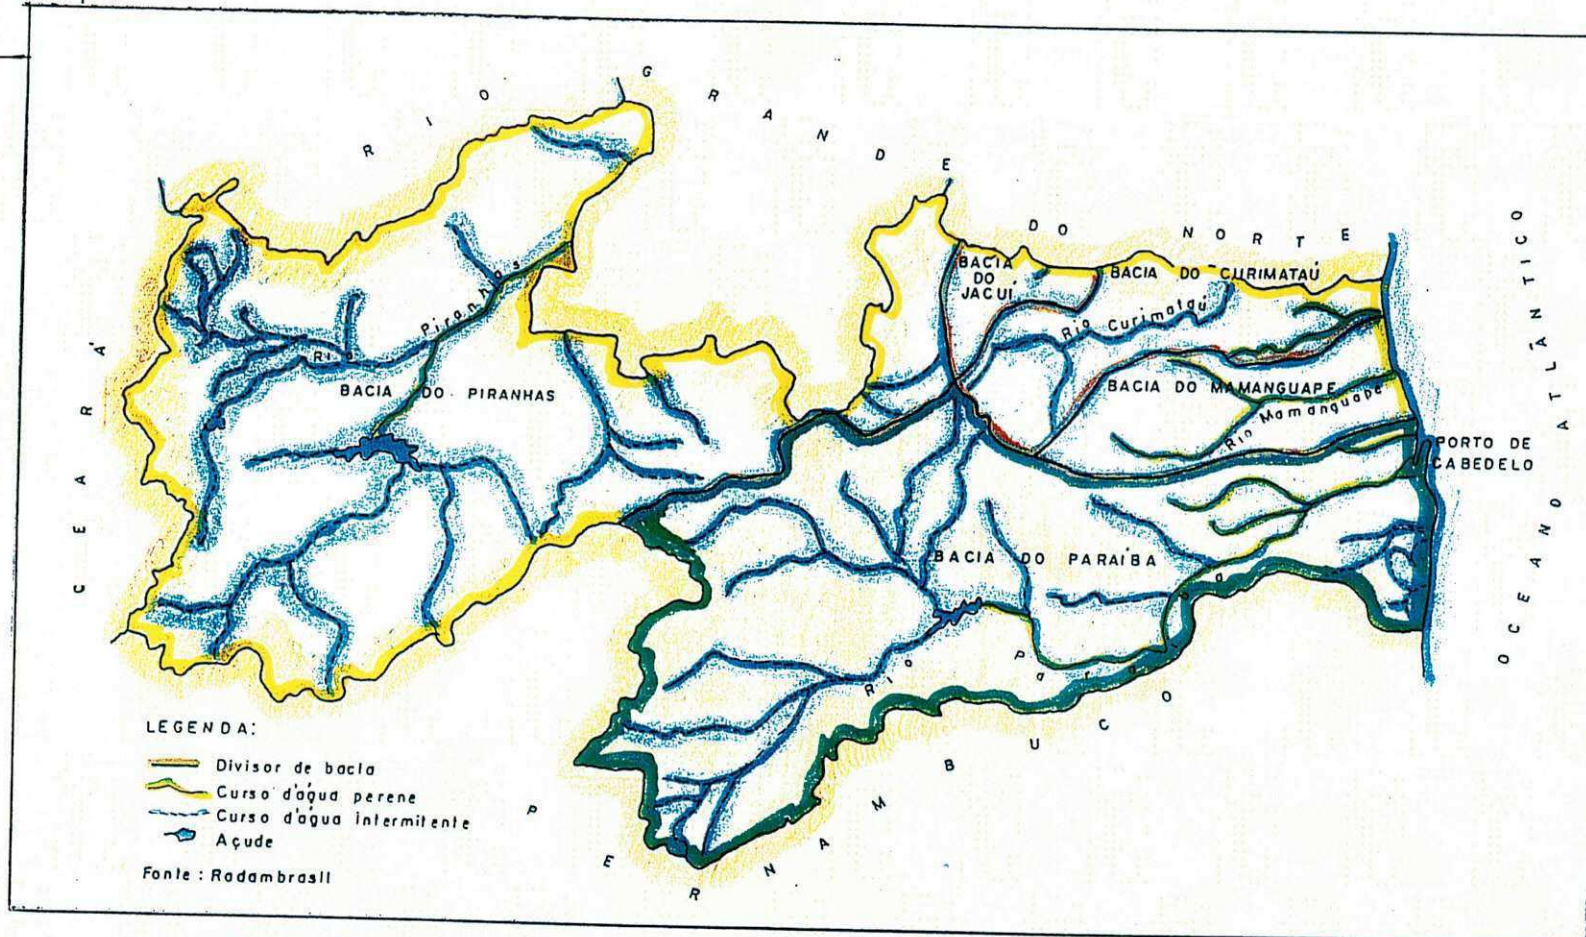 RIO GRANDE DO NORTE
OCEANO ATLÂNTICO
CEARÁ
PERNAMBUCO
BACIA
DO
JACUÍ
BACIA DO CURIMATAÚ
Rio Curimataú
Rio Piranhas
BACIA DO PIRANHAS
BACIA DO MAMANGUAPE
Rio Mamanguape
PORTO DE
CABEDELO
BACIA DO PARAÍBA
Rio Paraíba
LEGENDA:
Divisor de bacia
Curso d'água perene
Curso d'água intermitente
Açude
Fonte: Radambrasil